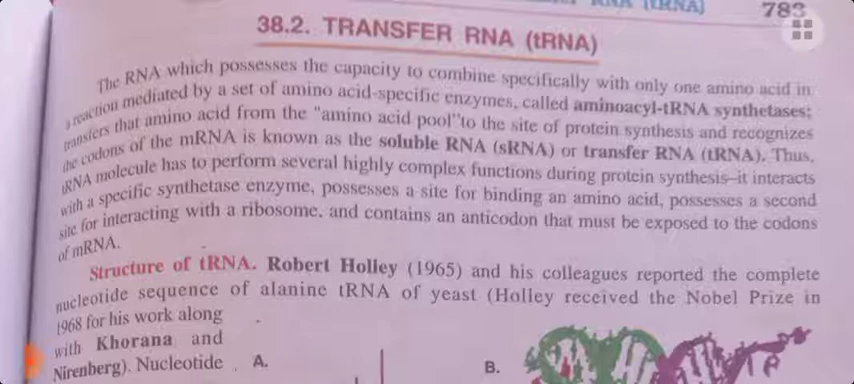 RNA (tRNA)
783
38.2. TRANSFER RNA (tRNA)
The RNA which possesses the capacity to combine specifically with only one amino acid in
a reaction mediated by a set of amino acid-specific enzymes, called aminoacyl-tRNA synthetases;
transfers that amino acid from the "amino acid pool" to the site of protein synthesis and recognizes
the codons of the mRNA is known as the soluble RNA (sRNA) or transfer RNA (tRNA). Thus,
tRNA molecule has to perform several highly complex functions during protein synthesis–it interacts
with a specific synthetase enzyme, possesses a site for binding an amino acid, possesses a second
site for interacting with a ribosome, and contains an anticodon that must be exposed to the codons
of mRNA.
Structure of tRNA. Robert Holley (1965) and his colleagues reported the complete
nucleotide sequence of alanine tRNA of yeast (Holley received the Nobel Prize in
1968 for his work along
with Khorana and
Nirenberg). Nucleotide
A.
B.